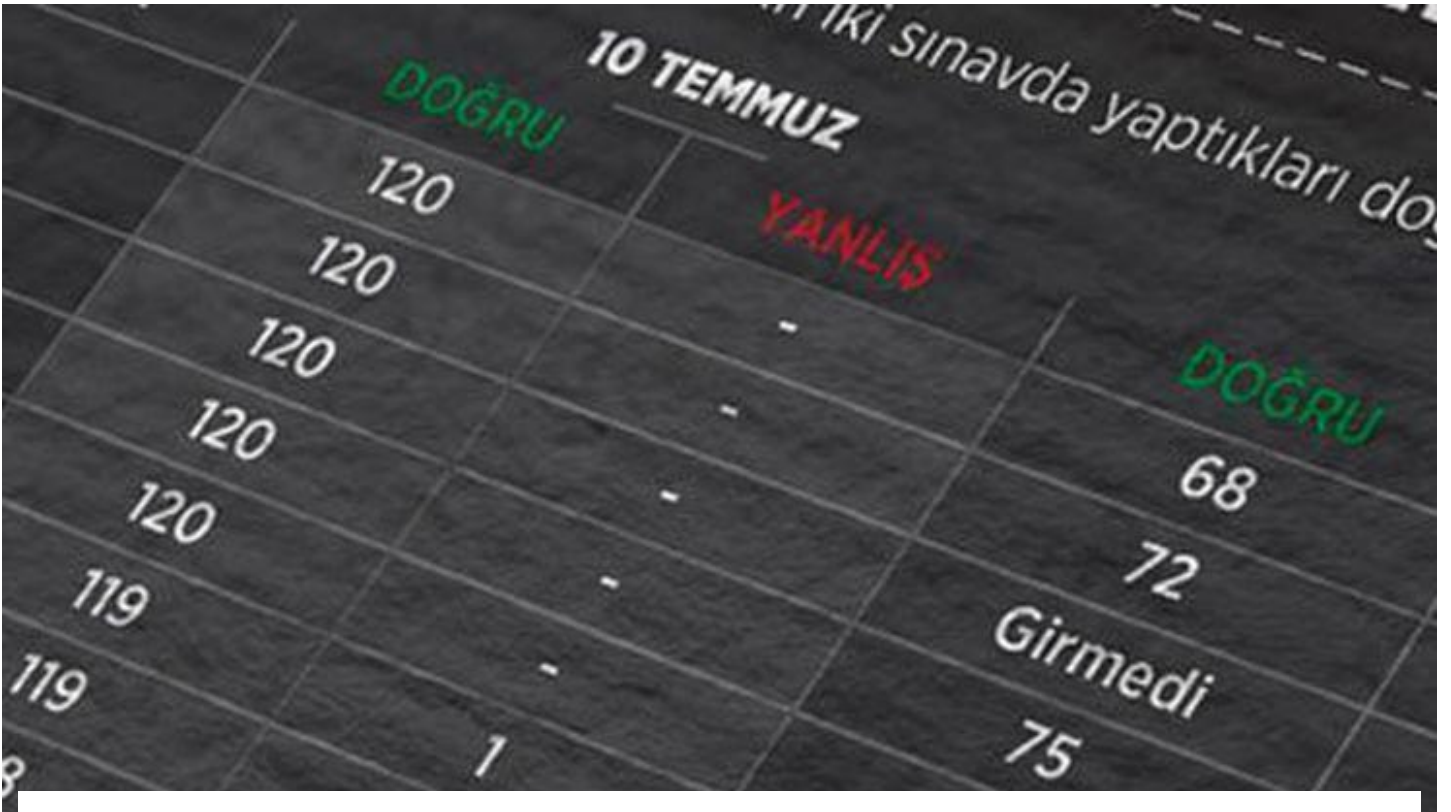 iki sınavda yaptıkları
10 TEMMUZ
DOĞRU YANLIŞ DOĞRU
120 - 68
120 - 72
120 - Girmedi
120 - 75
120 -
119 1
119